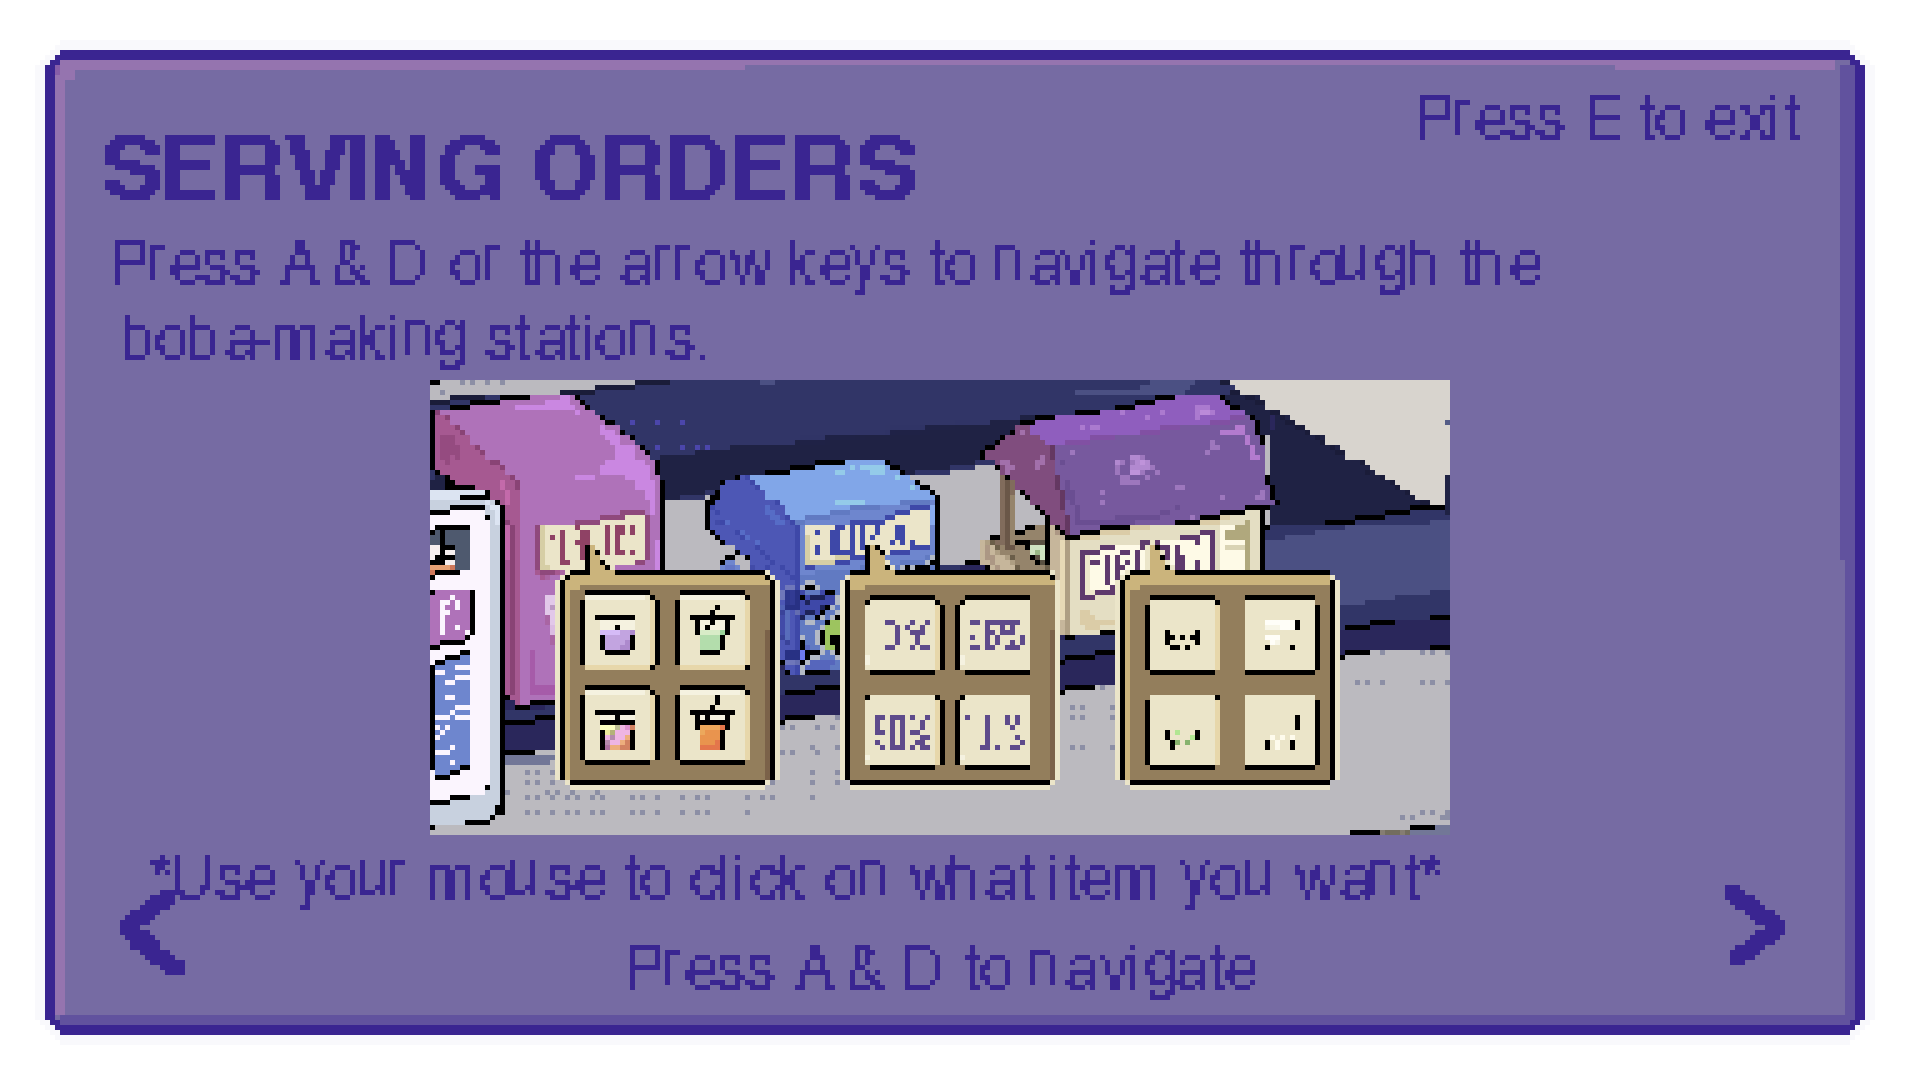 Press E to exit
SERVING ORDERS
Press A & D or the arrow keys to navigate through the
boba-making stations.
*Use your mouse to click on what item you want*
Press A & D to navigate